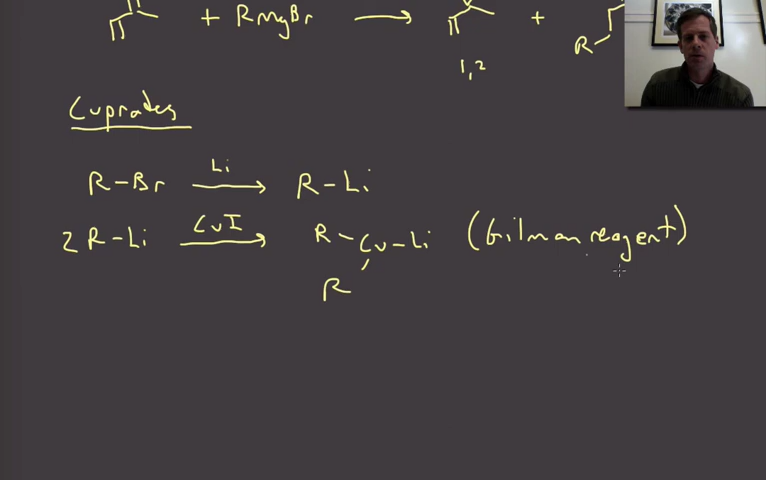 + RMgBr → +
R
1,2
Cuprates
R-Br Li → R-Li
2 R-Li CuI → R-Cu-Li (Gilman reagent)
R